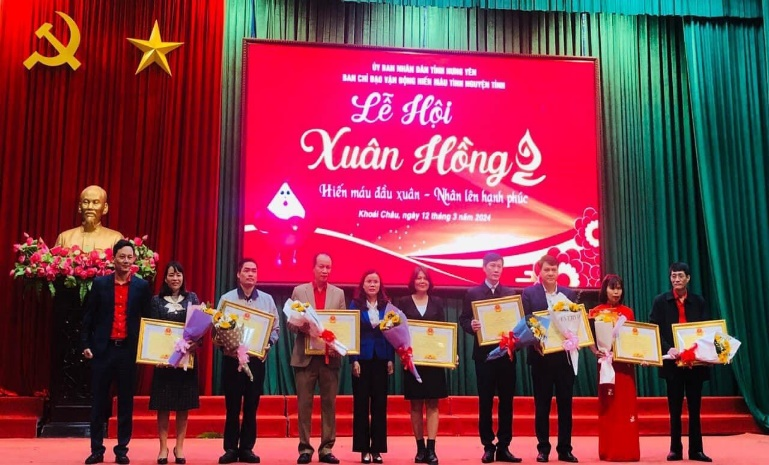 ỦY BAN NHÂN DÂN TỈNH HƯNG YÊN
BAN CHỈ ĐẠO VẬN ĐỘNG HIẾN MÁU TÌNH NGUYỆN TỈNH
Lễ Hội
Xuân Hồng
Hiến máu đầu xuân - Nhân lên hạnh phúc
Khoái Châu, ngày 12 tháng 3 năm 2024